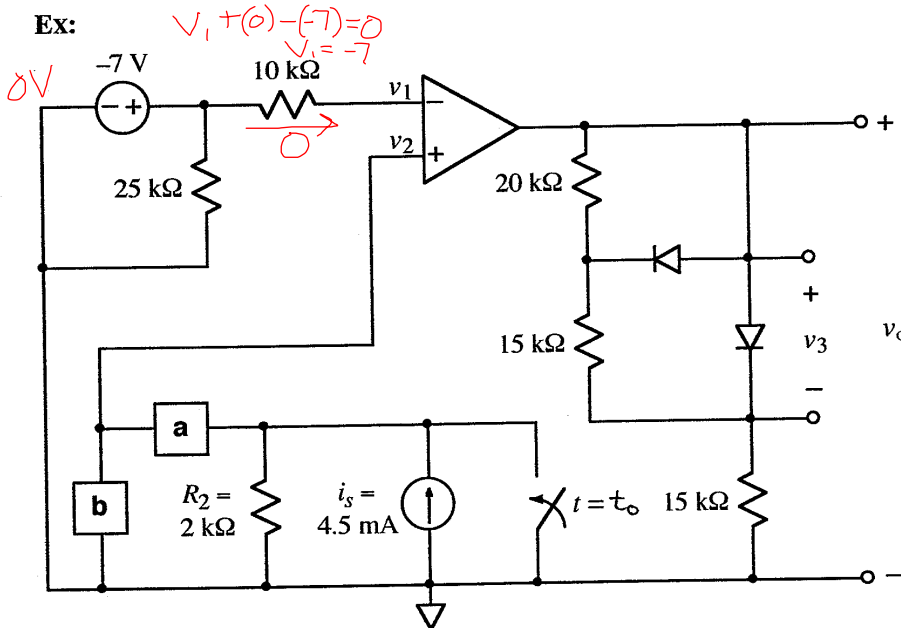 Ex:
V₁ +(0)-(-7)=0
V₁ = -7
0V
–7 V
10 kΩ
0
v1
–
v2
+
– +
25 kΩ
20 kΩ
+
+
15 kΩ
v3
–
a
b
R2 =
2 kΩ
is =
4.5 mA
t = to
15 kΩ
–